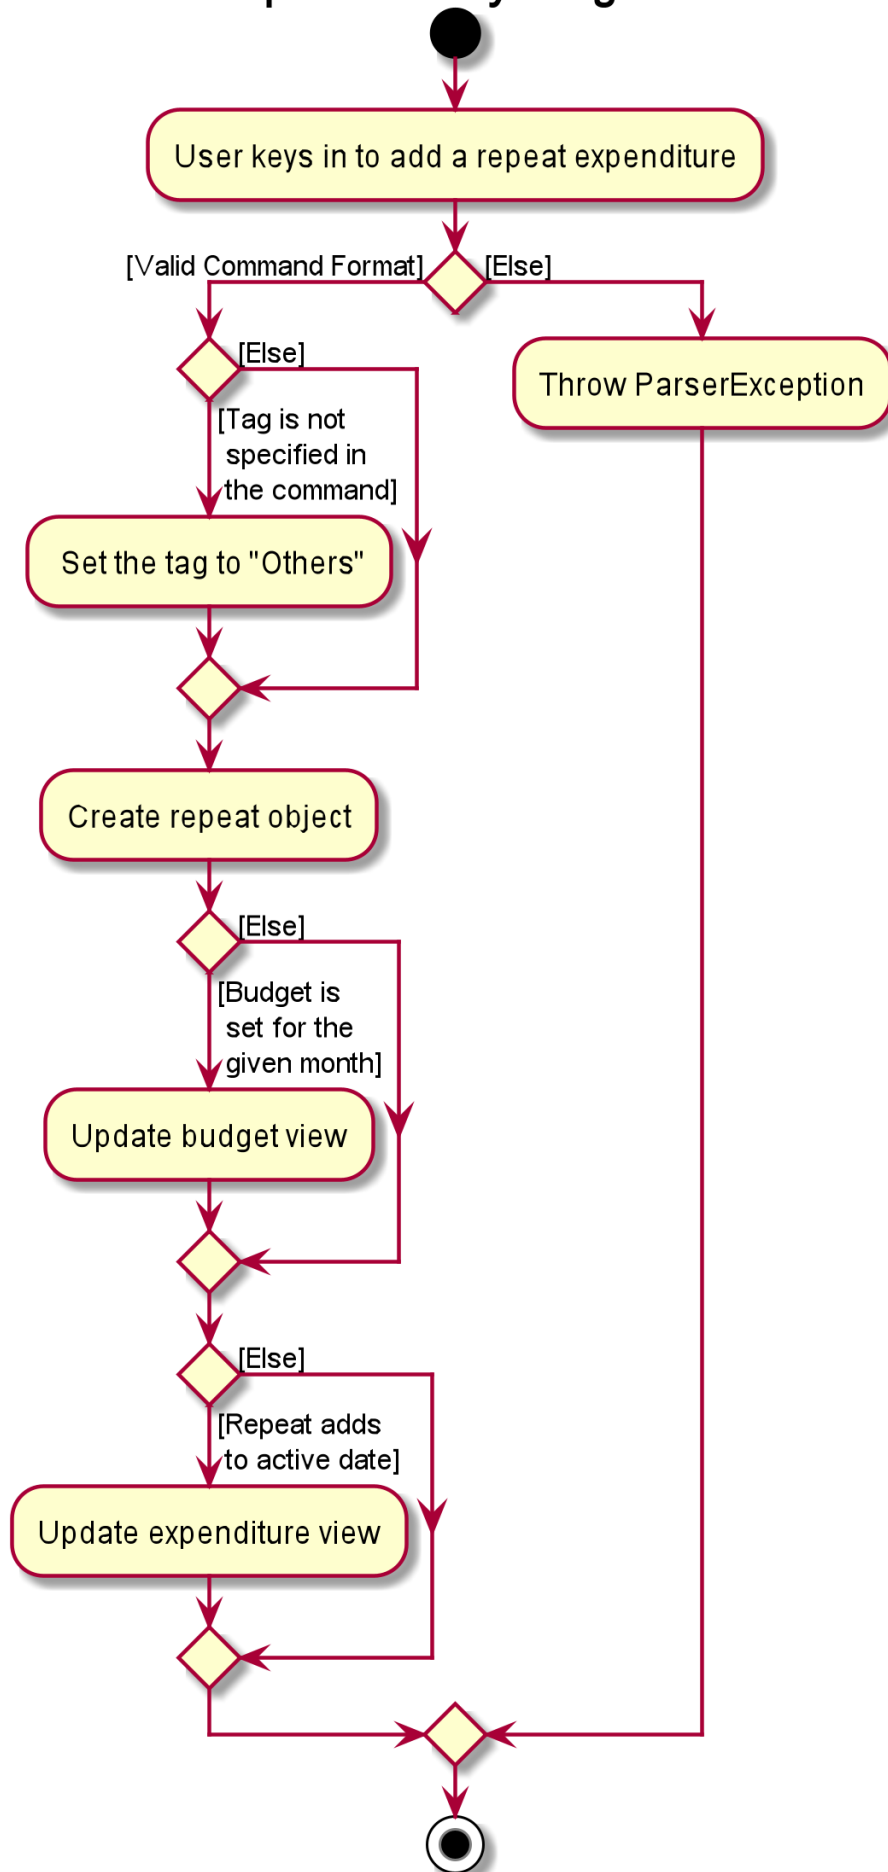 User keys in to add a repeat expenditure
[Valid Command Format]
[Else]
[Else]
Throw ParserException
[Tag is not
specified in
the command]
Set the tag to "Others"
Create repeat object
[Else]
[Budget is
set for the
given month]
Update budget view
[Else]
[Repeat adds
to active date]
Update expenditure view